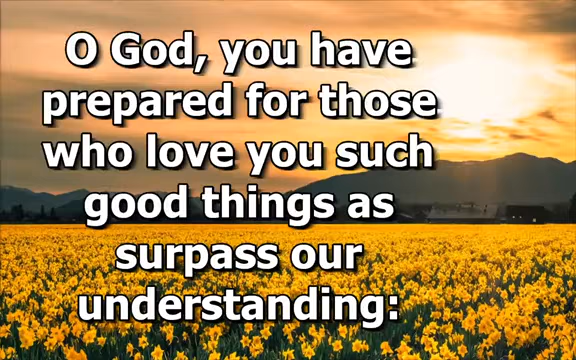 O God, you have
prepared for those
who love you such
good things as
surpass our
understanding: